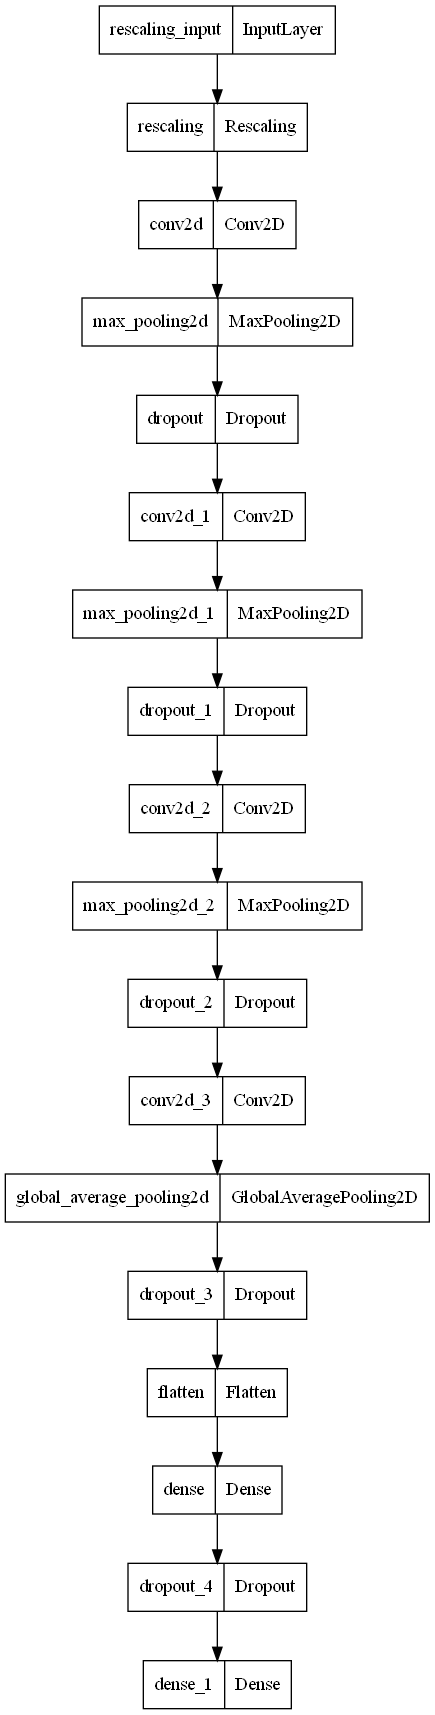 rescaling_input InputLayer
rescaling Rescaling
conv2d Conv2D
max_pooling2d MaxPooling2D
dropout Dropout
conv2d_1 Conv2D
max_pooling2d_1 MaxPooling2D
dropout_1 Dropout
conv2d_2 Conv2D
max_pooling2d_2 MaxPooling2D
dropout_2 Dropout
conv2d_3 Conv2D
global_average_pooling2d GlobalAveragePooling2D
dropout_3 Dropout
flatten Flatten
dense Dense
dropout_4 Dropout
dense_1 Dense